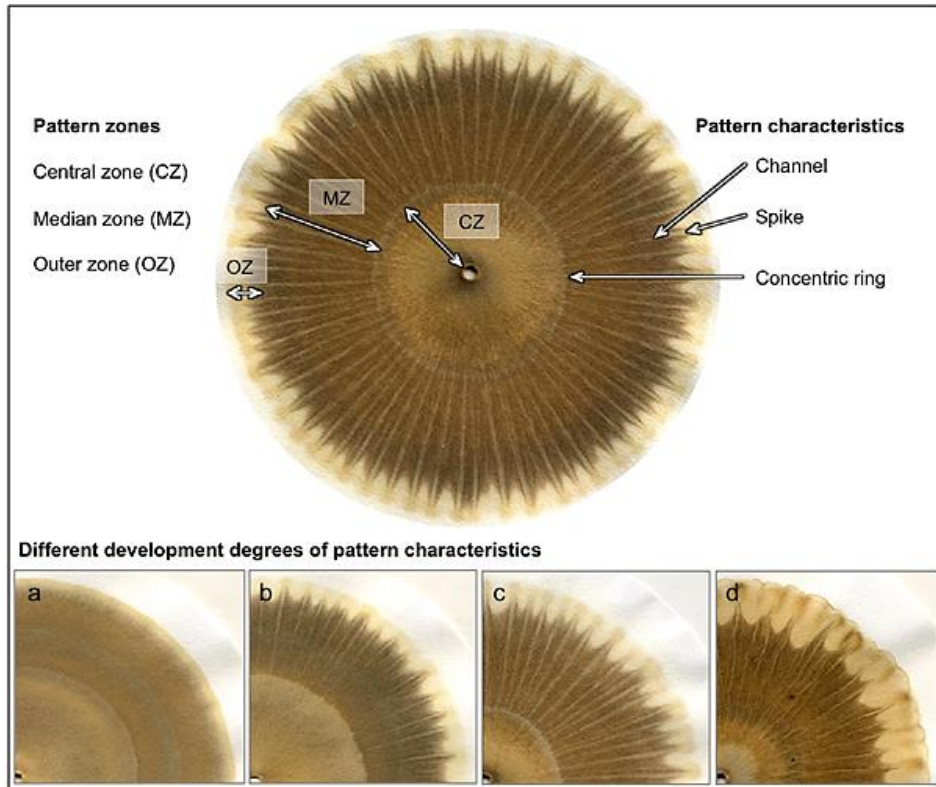 Pattern zones
Central zone (CZ)
Median zone (MZ)
Outer zone (OZ)
MZ
CZ
OZ
Pattern characteristics
Channel
Spike
Concentric ring
Different development degrees of pattern characteristics
a
b
c
d